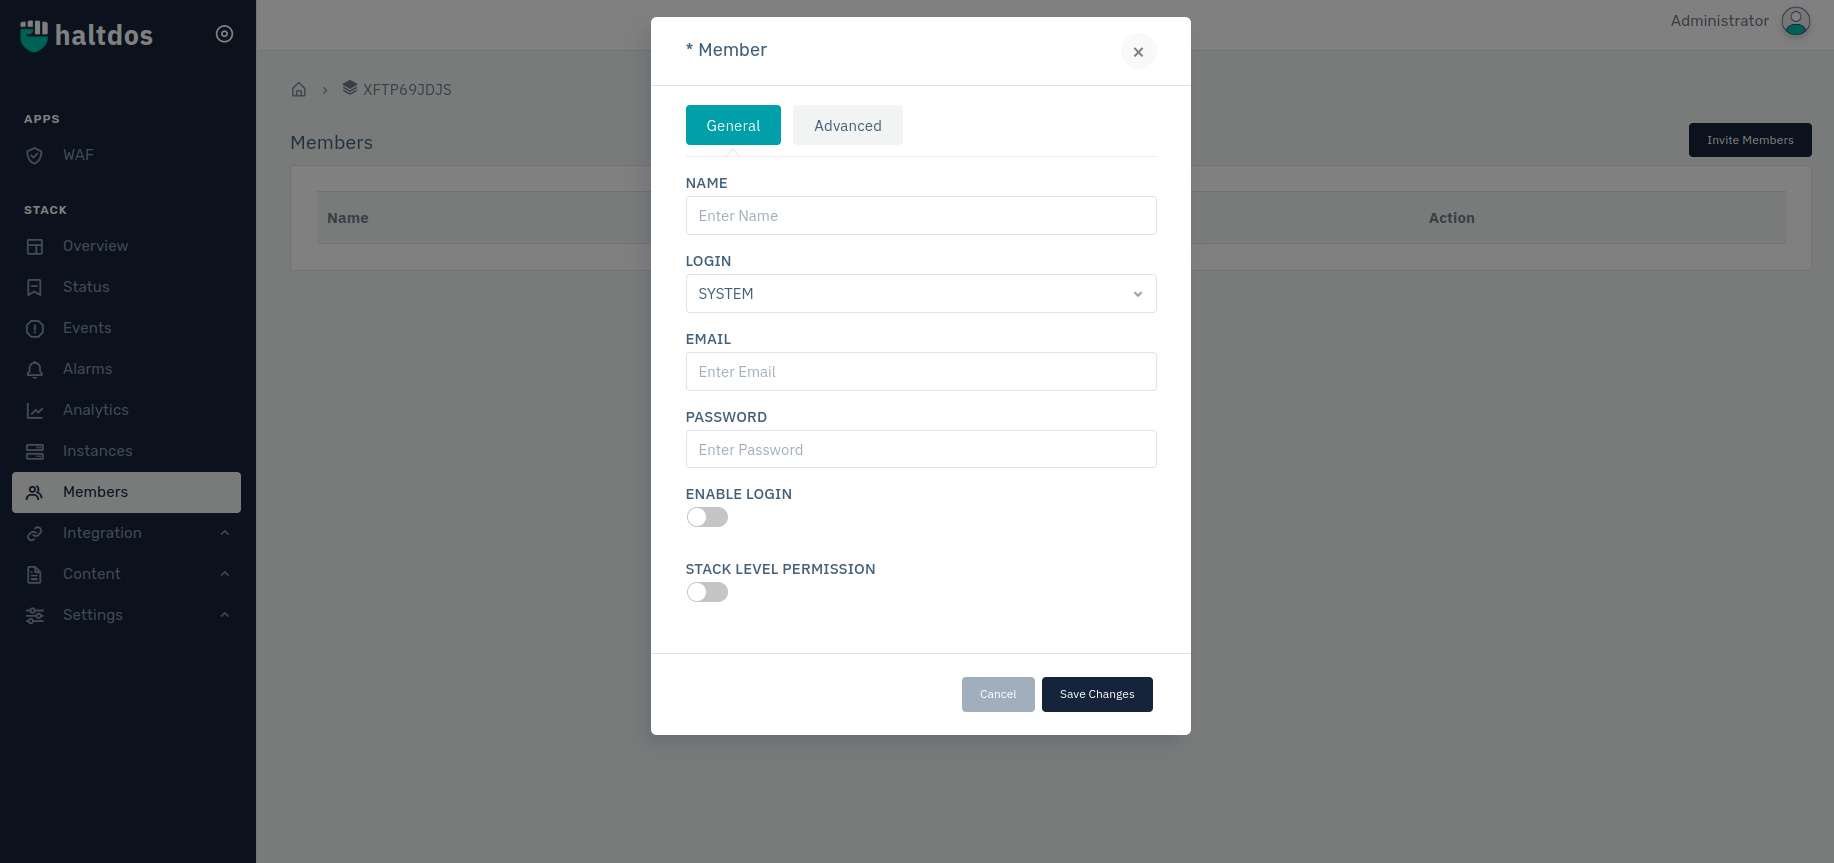 haltdos
Administrator
XFTP69JDJS
APPS
WAF
STACK
Overview
Status
Events
Alarms
Analytics
Instances
Members
Integration
Content
Settings
Members
Invite Members
Name
Action
* Member
General
Advanced
NAME
Enter Name
LOGIN
SYSTEM
EMAIL
Enter Email
PASSWORD
Enter Password
ENABLE LOGIN
STACK LEVEL PERMISSION
Cancel
Save Changes